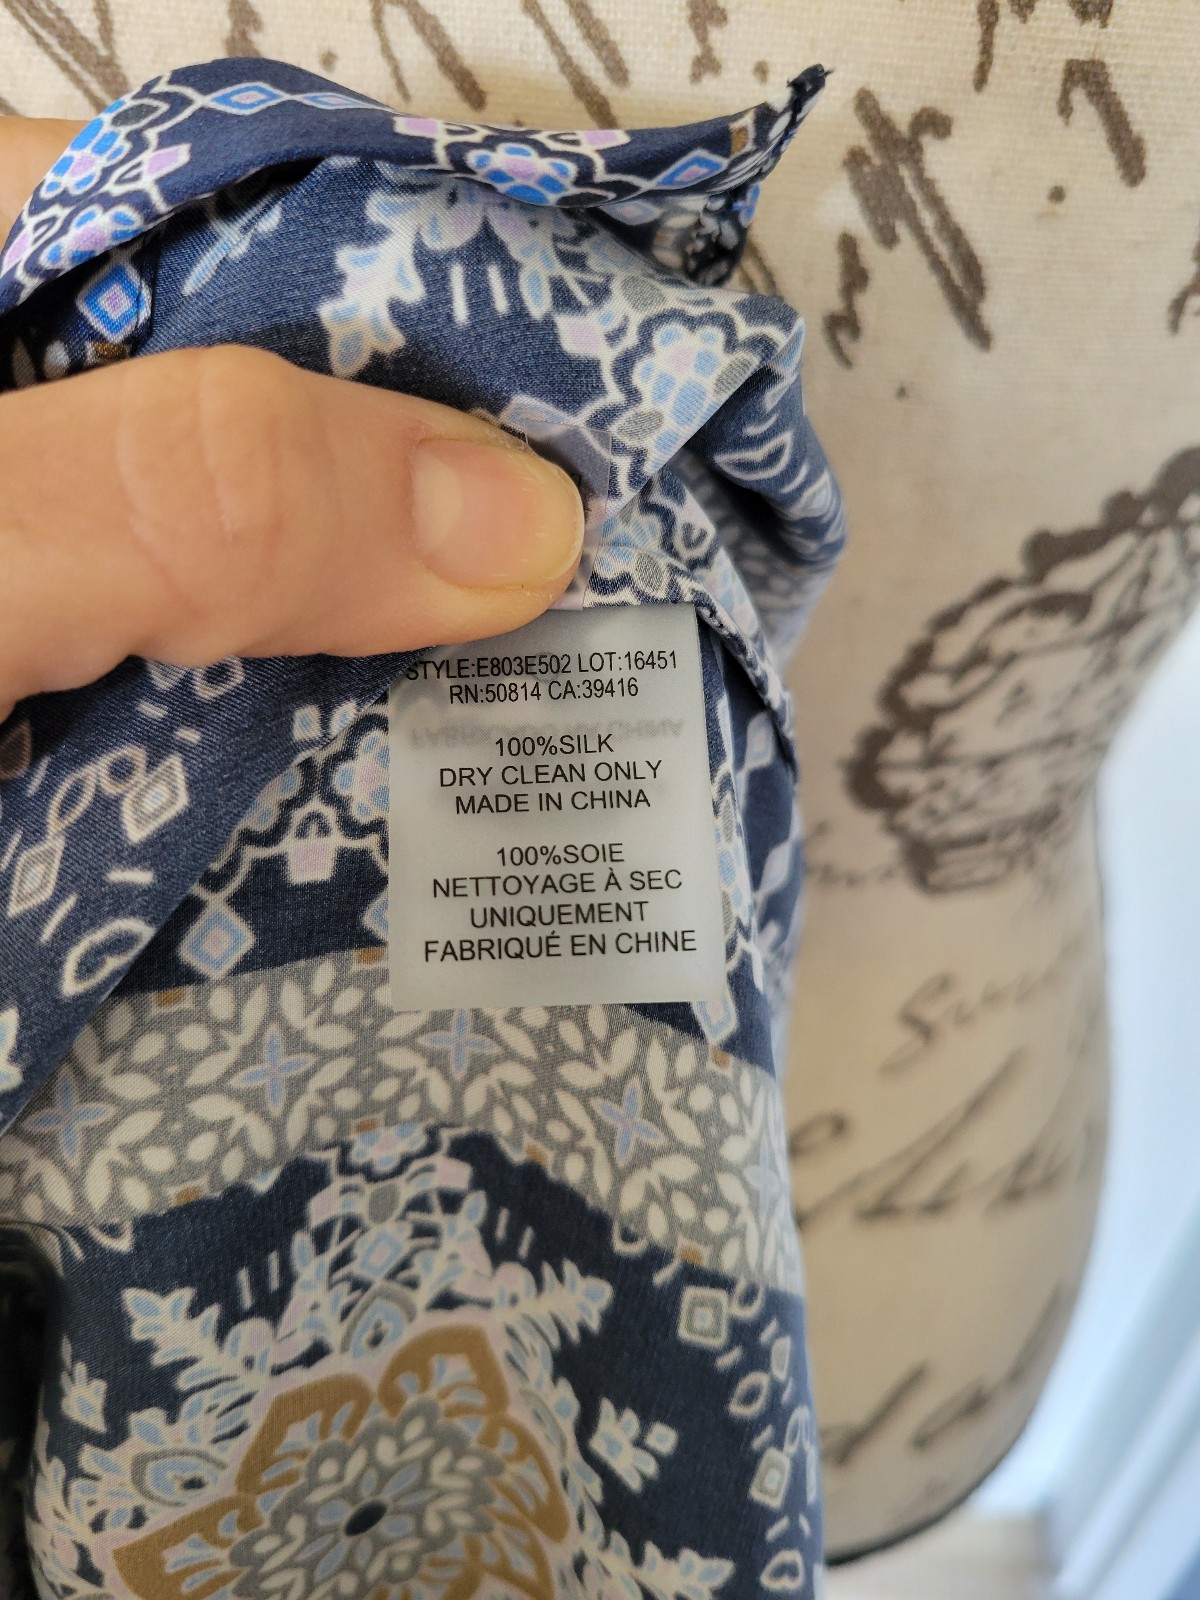 STYLE:E803E502 LOT:16451
RN:50814 CA:39416
100%SILK
DRY CLEAN ONLY
MADE IN CHINA
100%SOIE
NETTOYAGE À SEC
UNIQUEMENT
FABRIQUÉ EN CHINE